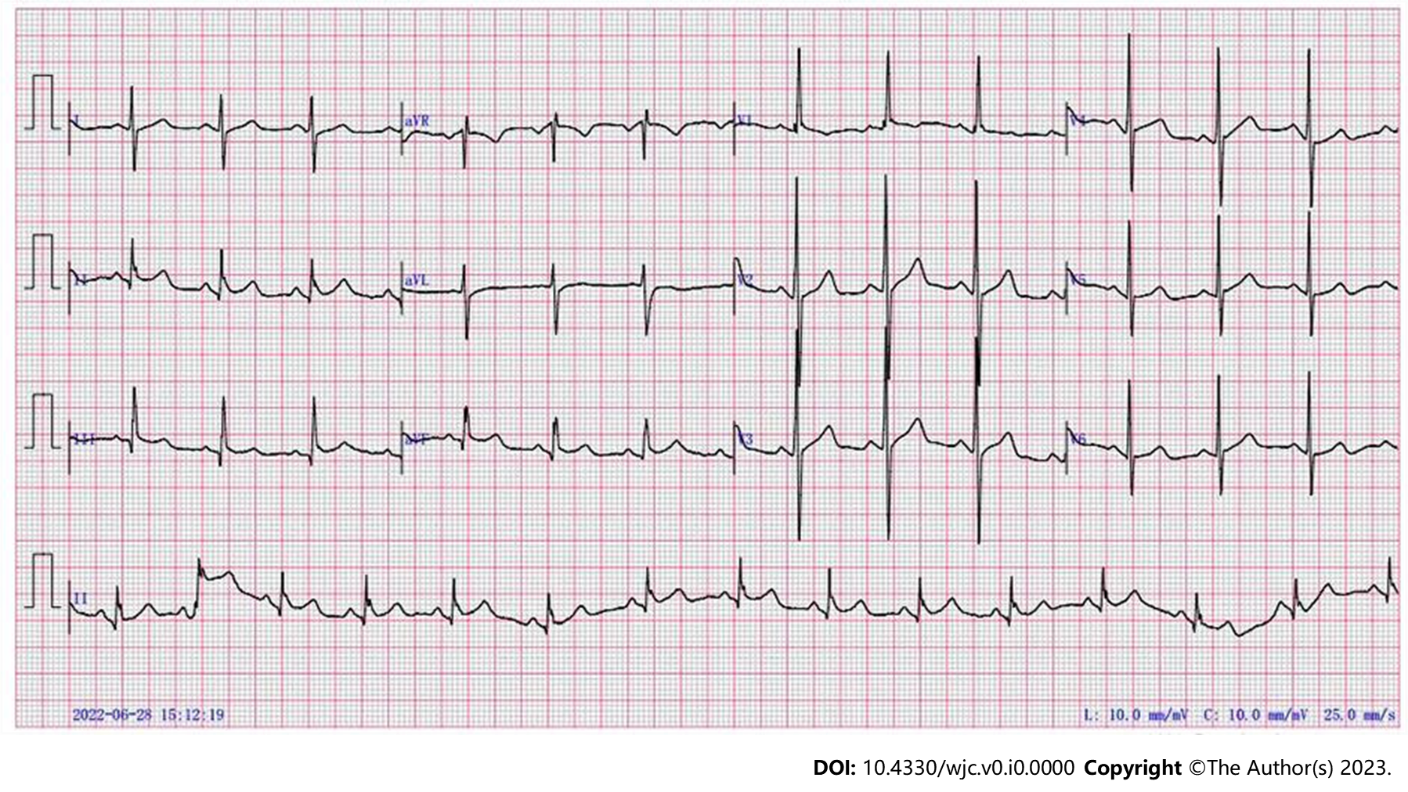 I aVR V1 V4
II aVL V2 V5
III aVF V3 V6
II
2022-06-28 15:12:19 L: 10.0 mm/mV C: 10.0 mm/mV 25.0 mm/s
DOI: 10.4330/wjc.v0.i0.0000 Copyright ©The Author(s) 2023.